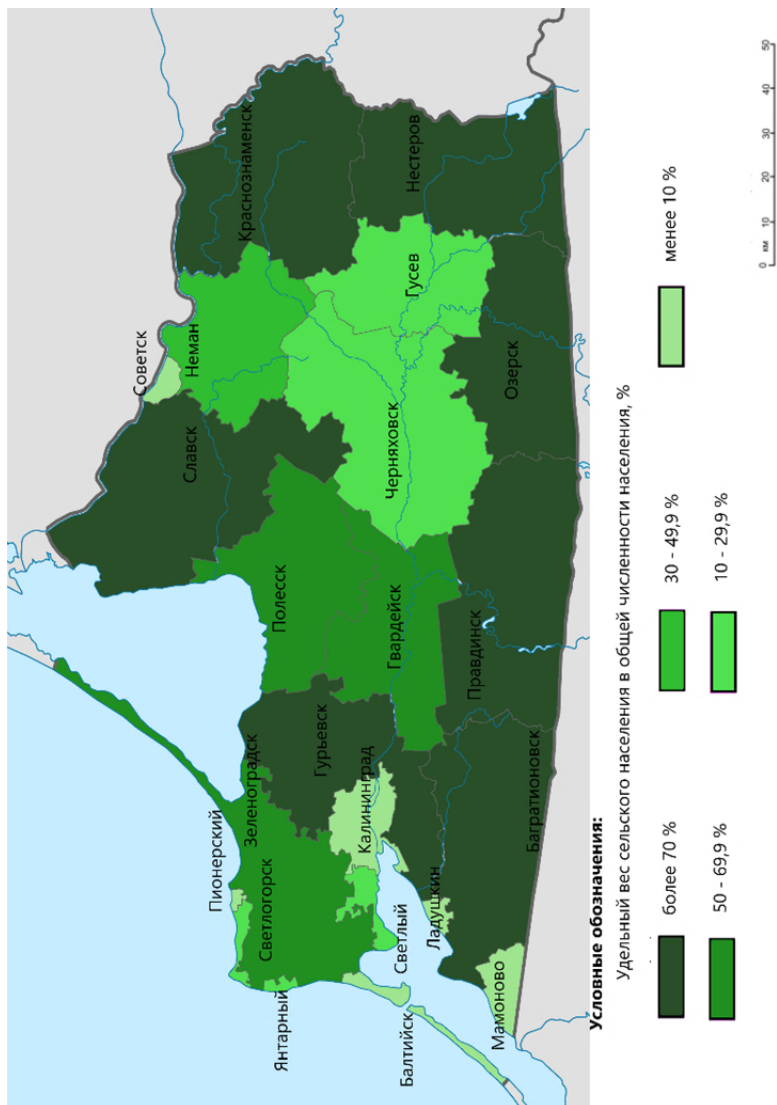 Советск
Неман
Краснознаменск
Славск
Полесск
Пионерский
Зеленоградск
Светлогорск
Гурьевск
Янтарный
Калининград
Гвардейск
Черняховск
Гусев
Нестеров
Балтийск
Светлый
Ладушкин
Правдинск
Озерск
Мамоново
Багратионовск
Условные обозначения:
Удельный вес сельского населения в общей численности населения, %
более 70 %
30 - 49,9 %
менее 10 %
50 - 69,9 %
10 - 29,9 %
КМ 0 10 20 30 40 50